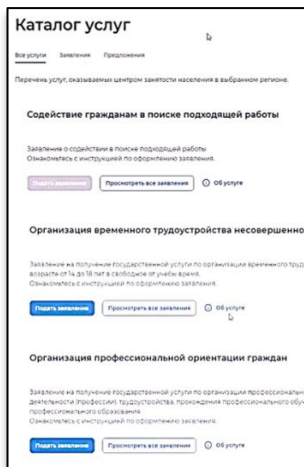 Каталог услуг
Все услуги Заявления Предложения
Перечень услуг, оказываемых центром занятости населения в выбранном регионе.
Содействие гражданам в поиске подходящей работы
Заявление о содействии в поиске подходящей работы
Ознакомьтесь с инструкцией по оформлению заявления.
Подать заявление Просмотреть все заявления Об услуге
Организация временного трудоустройства несовершенно
Заявление на получение государственной услуги по организации временного труд
возрасте от 14 до 18 лет в свободное от учебы время.
Ознакомьтесь с инструкцией по оформлению заявления.
Подать заявление Просмотреть все заявления Об услуге
Организация профессиональной ориентации граждан
Заявление на получение государственной услуги по организации профессиональн
деятельности (профессии), трудоустройства, прохождения профессионального обу
профессионального образования.
Ознакомьтесь с инструкцией по оформлению заявления.
Подать заявление Просмотреть все заявления Об услуге